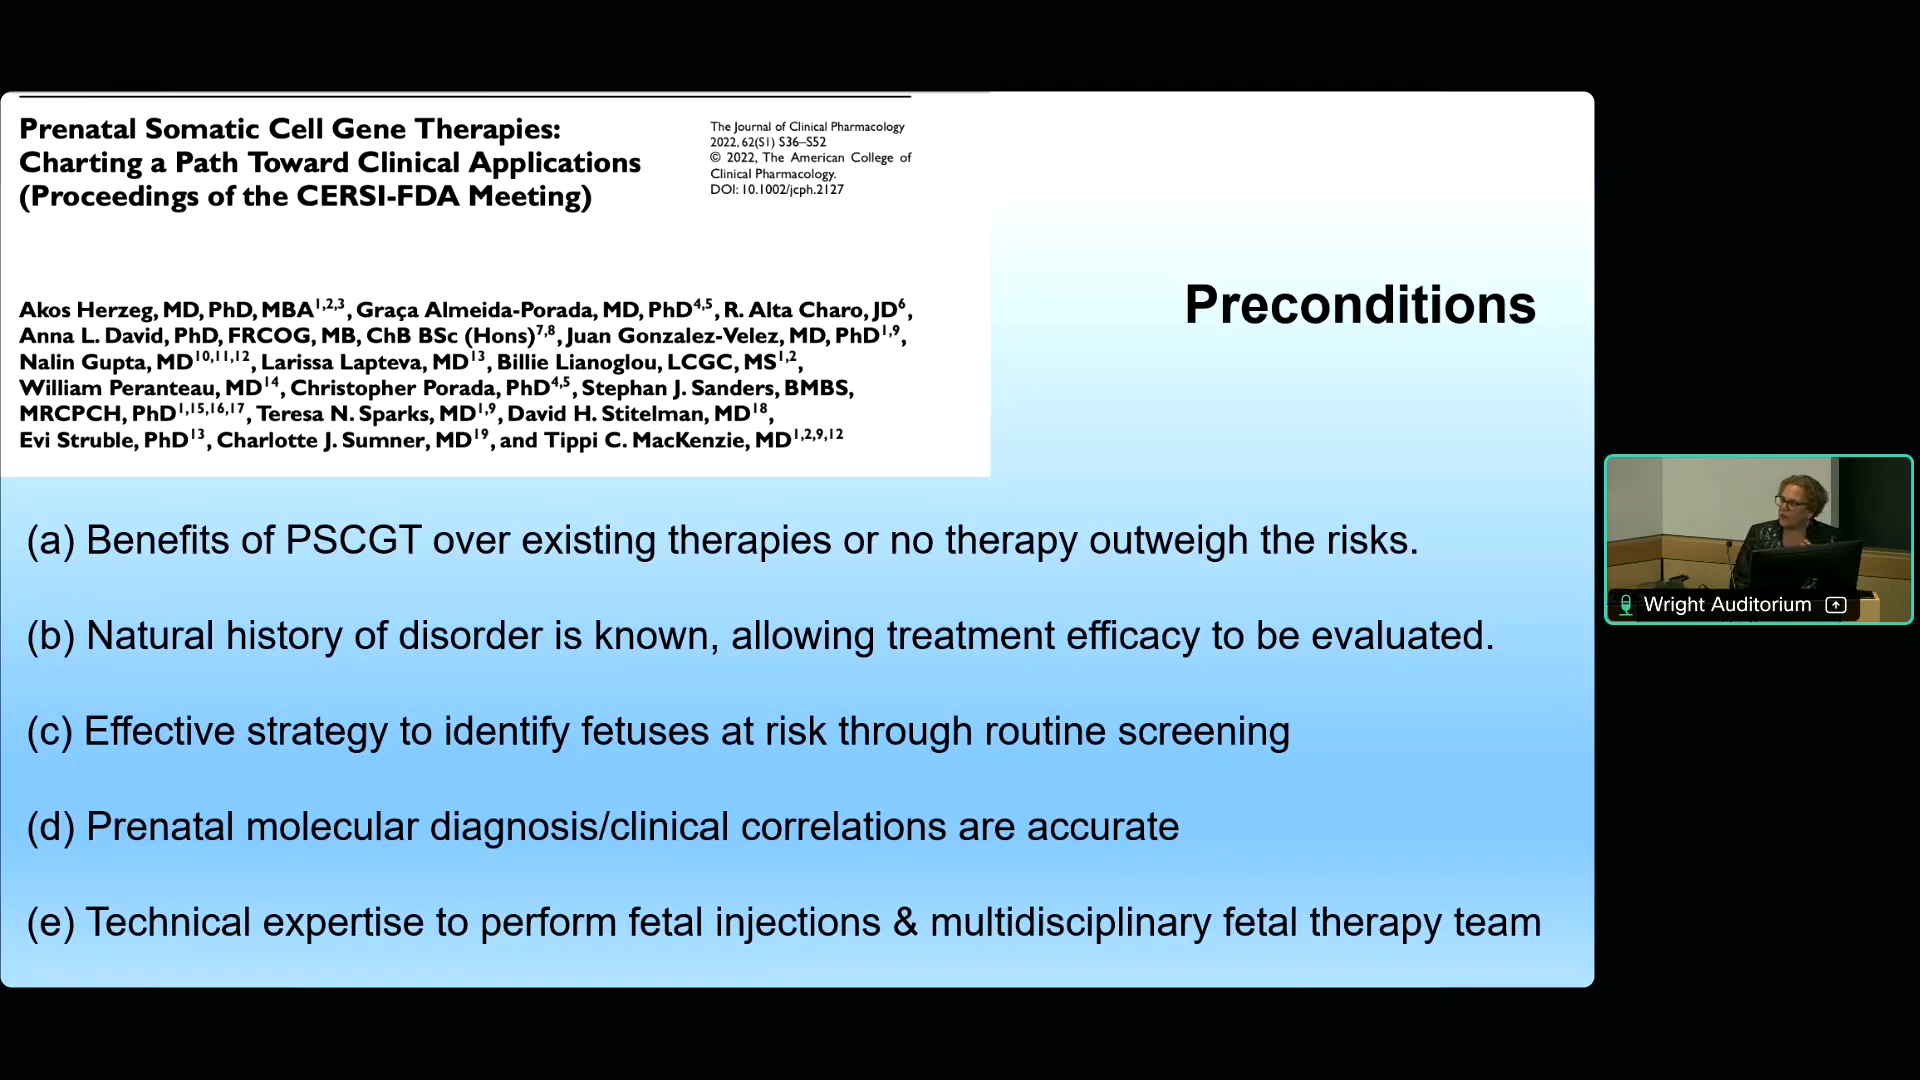 Prenatal Somatic Cell Gene Therapies:
Charting a Path Toward Clinical Applications
(Proceedings of the CERSI-FDA Meeting)
The Journal of Clinical Pharmacology
2022, 62(S1) S36–S52
© 2022, The American College of
Clinical Pharmacology.
DOI: 10.1002/jcph.2127
Akos Herzeg, MD, PhD, MBA1,2,3, Graça Almeida-Porada, MD, PhD4,5, R. Alta Charo, JD6,
Anna L. David, PhD, FRCOG, MB, ChB BSc (Hons)7,8, Juan Gonzalez-Velez, MD, PhD1,9,
Nalin Gupta, MD10,11,12, Larissa Lapteva, MD13, Billie Lianoglou, LCGC, MS1,2,
William Peranteau, MD14, Christopher Porada, PhD4,5, Stephan J. Sanders, BMBS,
MRCPCH, PhD1,15,16,17, Teresa N. Sparks, MD1,9, David H. Stitelman, MD18,
Evi Struble, PhD13, Charlotte J. Sumner, MD19, and Tippi C. MacKenzie, MD1,2,9,12
Preconditions
(a) Benefits of PSCGT over existing therapies or no therapy outweigh the risks.
(b) Natural history of disorder is known, allowing treatment efficacy to be evaluated.
(c) Effective strategy to identify fetuses at risk through routine screening
(d) Prenatal molecular diagnosis/clinical correlations are accurate
(e) Technical expertise to perform fetal injections & multidisciplinary fetal therapy team
Wright Auditorium